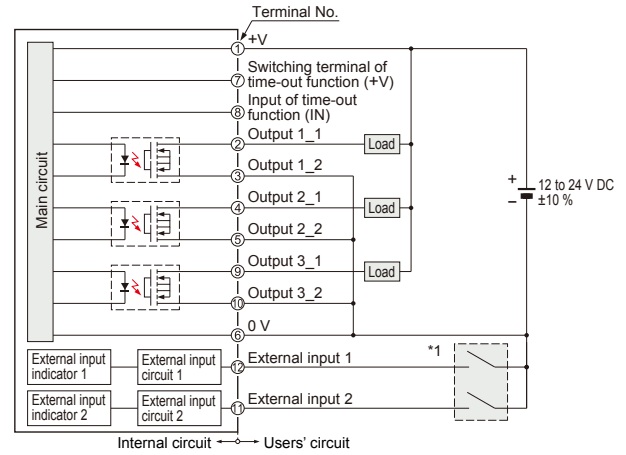 Terminal No.
① +V
⑦ Switching terminal of
time-out function (+V)
⑧ Input of time-out
function (IN)
② Output 1_1
Load
③ Output 1_2
④ Output 2_1
Load
⑤ Output 2_2
⑨ Output 3_1
Load
⑩ Output 3_2
⑥ 0 V
Main circuit
+
−
12 to 24 V DC
±10 %
External input
indicator 1
External input
circuit 1
⑫ External input 1
*1
External input
indicator 2
External input
circuit 2
⑪ External input 2
Internal circuit
Users' circuit